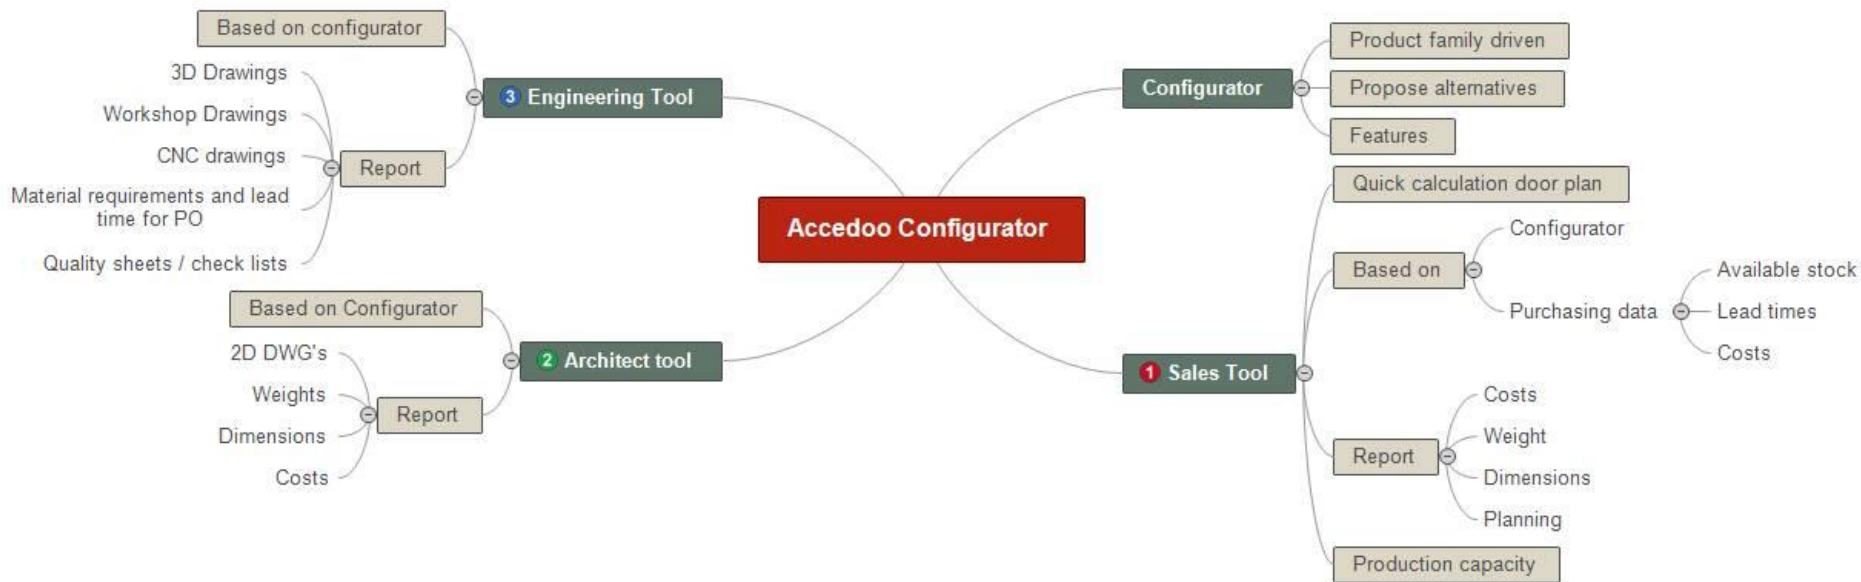 Accedoo Configurator
Configurator
Product family driven
Propose alternatives
Features
1 Sales Tool
Quick calculation door plan
Based on
Configurator
Purchasing data
Available stock
Lead times
Costs
Report
Costs
Weight
Dimensions
Planning
Production capacity
2 Architect tool
Based on Configurator
Report
2D DWG's
Weights
Dimensions
Costs
3 Engineering Tool
Based on configurator
Report
3D Drawings
Workshop Drawings
CNC drawings
Material requirements and lead
time for PO
Quality sheets / check lists